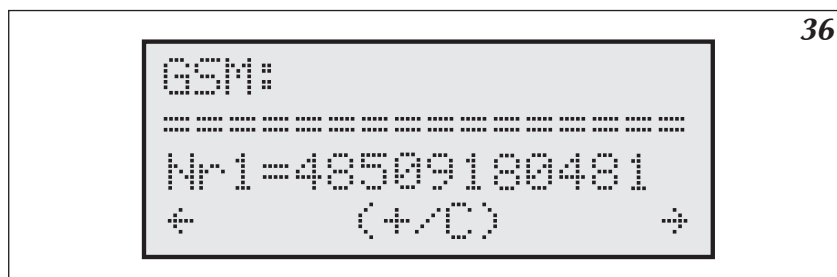 36
GSM:
================
Nr1=48509180481
← (+/C) →